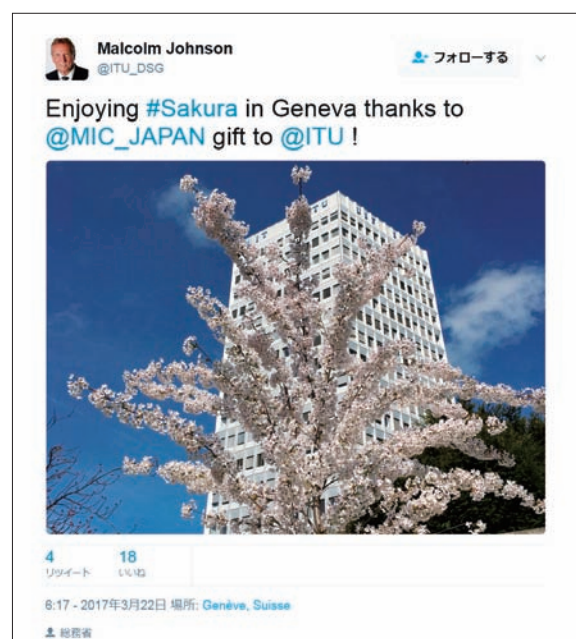 Malcolm Johnson
@ITU_DSG
フォローする
Enjoying #Sakura in Geneva thanks to
@MIC_JAPAN gift to @ITU !
4 18
リツイート いいね
6:17 - 2017年3月22日 場所: Genève, Suisse
総務省